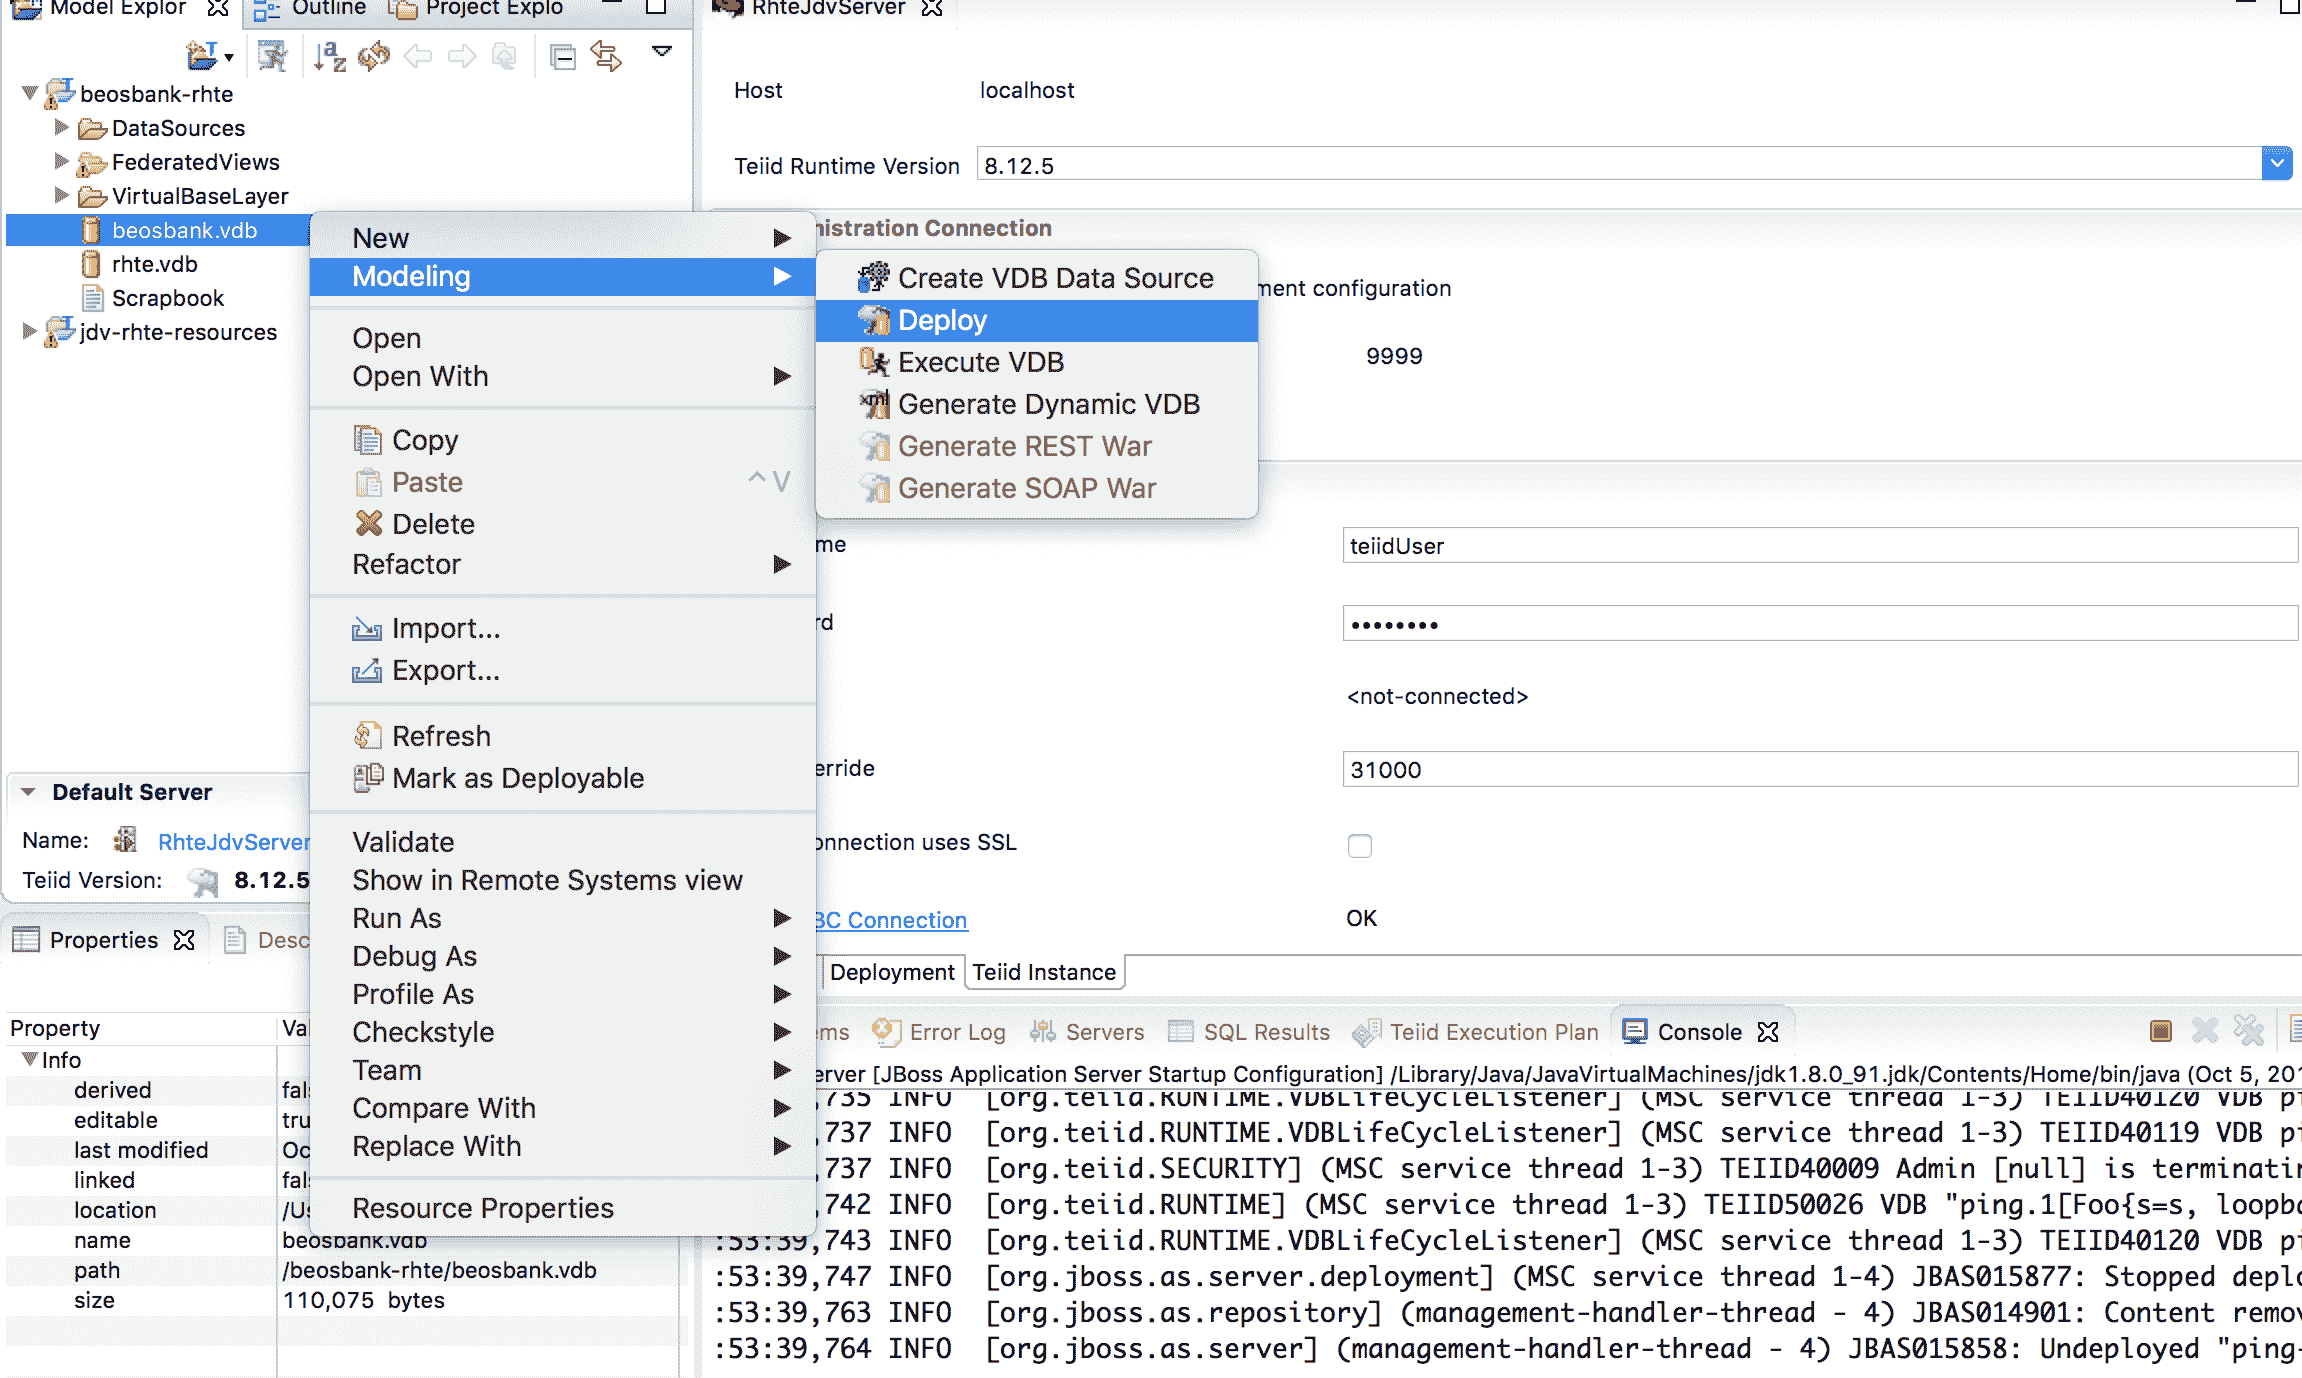 Model Explor
Outline
Project Explo
RhteJdvServer
beosbank-rhte
DataSources
FederatedViews
VirtualBaseLayer
beosbank.vdb
rhte.vdb
Scrapbook
jdv-rhte-resources
Host
localhost
Teiid Runtime Version
8.12.5
nistration Connection
ment configuration
9999
me
teiidUser
rd
••••••••
<not-connected>
erride
31000
onnection uses SSL
BC Connection
OK
Deployment
Teiid Instance
New
Modeling
Open
Open With
Copy
Paste
^ V
Delete
Refactor
Import...
Export...
Refresh
Mark as Deployable
Validate
Show in Remote Systems view
Run As
Debug As
Profile As
Checkstyle
Team
Compare With
Replace With
Resource Properties
Create VDB Data Source
Deploy
Execute VDB
Generate Dynamic VDB
Generate REST War
Generate SOAP War
Default Server
Name:
RhteJdvServer
Teiid Version:
8.12.5
Properties
Desc
Property
Val
Info
derived
fal
editable
tru
last modified
Oc
linked
fal
location
/Us
name
beosbank.vdb
path
/beosbank-rhte/beosbank.vdb
size
110,075 bytes
ms
Error Log
Servers
SQL Results
Teiid Execution Plan
Console
erver [JBoss Application Server Startup Configuration] /Library/Java/JavaVirtualMachines/jdk1.8.0_91.jdk/Contents/Home/bin/java (Oct 5, 201
,735 INFO [org.teiid.RUNTIME.VDBLifeCycleListener] (MSC service thread 1-3) TEIID40120 VDB pi
,737 INFO [org.teiid.RUNTIME.VDBLifeCycleListener] (MSC service thread 1-3) TEIID40119 VDB pi
,737 INFO [org.teiid.SECURITY] (MSC service thread 1-3) TEIID40009 Admin [null] is terminatin
,742 INFO [org.teiid.RUNTIME] (MSC service thread 1-3) TEIID50026 VDB "ping.1[Foo{s=s, loopba
:53:39,743 INFO [org.teiid.RUNTIME.VDBLifeCycleListener] (MSC service thread 1-3) TEIID40120 VDB pi
:53:39,747 INFO [org.jboss.as.server.deployment] (MSC service thread 1-4) JBAS015877: Stopped deplo
:53:39,763 INFO [org.jboss.as.repository] (management-handler-thread - 4) JBAS014901: Content remov
:53:39,764 INFO [org.jboss.as.server] (management-handler-thread - 4) JBAS015858: Undeployed "ping-